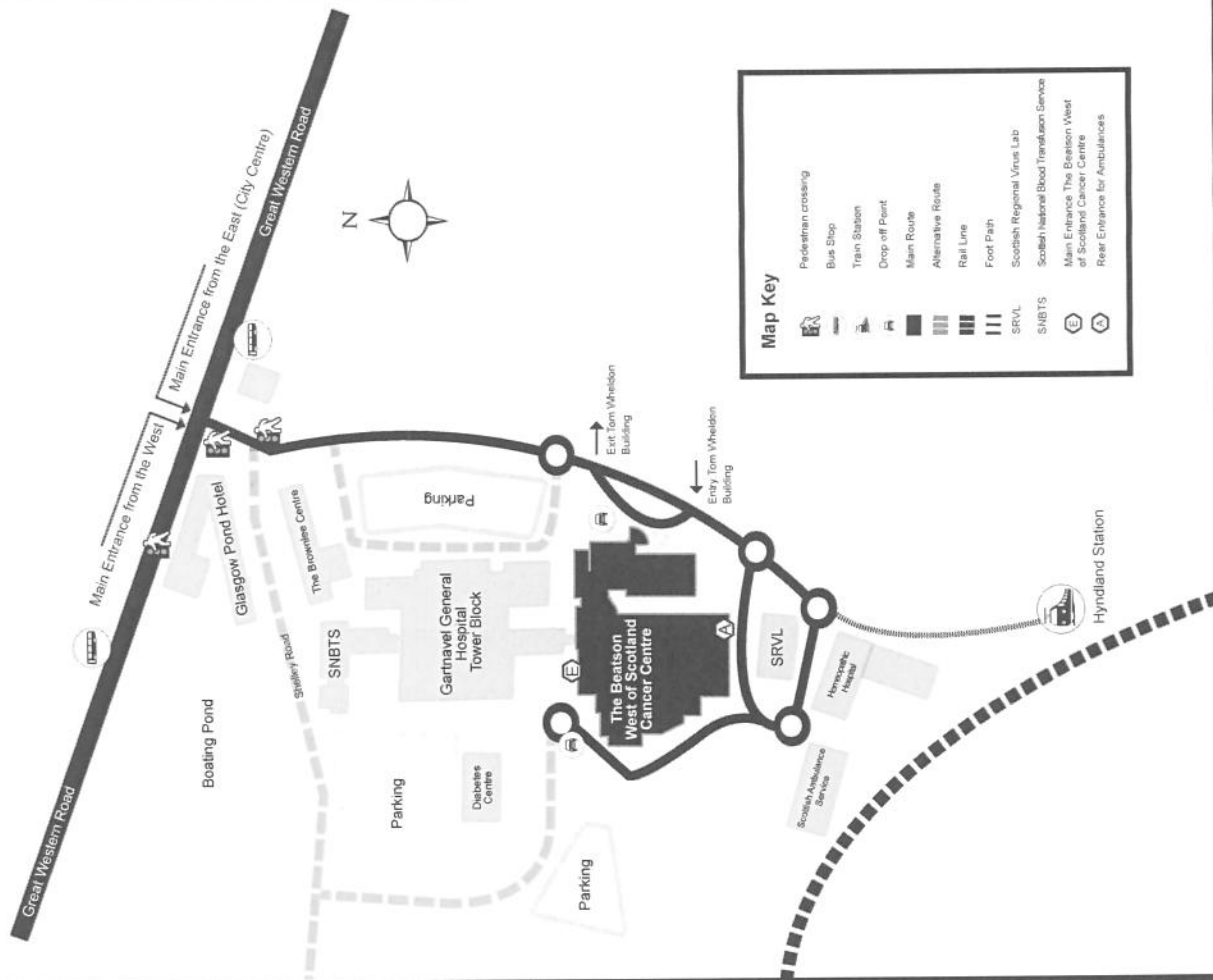 Great Western Road
Main Entrance from the West
Main Entrance from the East (City Centre)
Great Western Road
N
Boating Pond
Glasgow Pond Hotel
Shelley Road
The Brownlee Centre
SNBTS
Parking
Gartnavel General
Hospital
Tower Block
Parking
Diabetes
Centre
Parking
E
The Beatson
West of Scotland
Cancer Centre
A
Exit Tom Wheldon
Building
Entry Tom Wheldon
Building
SRVL
Homeopathic
Hospital
Scottish Ambulance
Service
Hyndland Station
Map Key
Pedestrian crossing
Bus Stop
Train Station
Drop off Point
Main Route
Alternative Route
Rail Line
Foot Path
SRVL Scottish Regional Virus Lab
SNBTS Scottish National Blood Transfusion Service
E Main Entrance The Beatson West
of Scotland Cancer Centre
A Rear Entrance for Ambulances